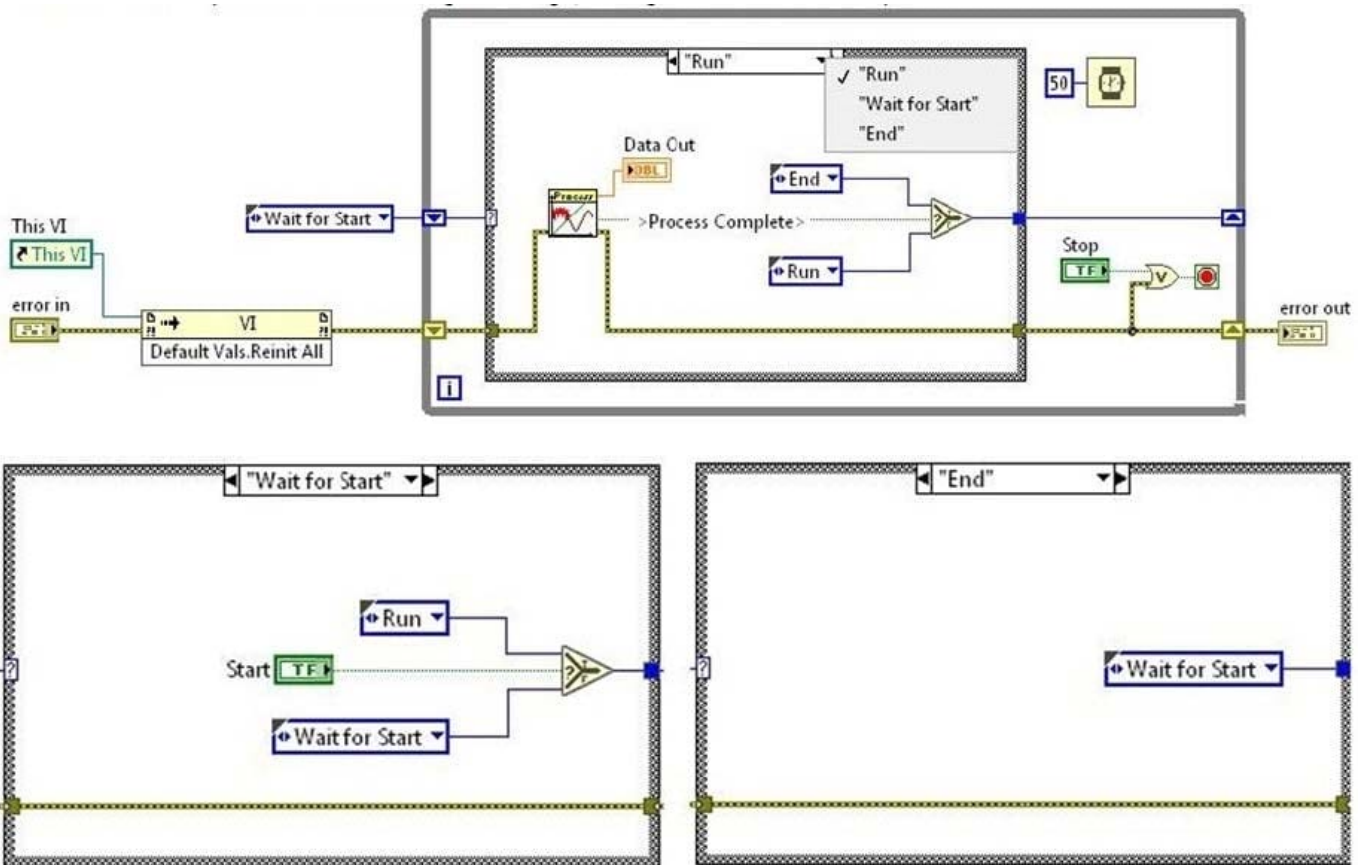 "Run"
✓ "Run"
"Wait for Start"
"End"
50
Data Out
DBL
End
Process
>Process Complete>
Wait for Start
?
?
This VI
This VI
Run
Stop
TF
V
error in
VI
Default Vals.Reinit All
error out
i
"Wait for Start"
Run
Start
TF
?
?
Wait for Start
"End"
?
Wait for Start